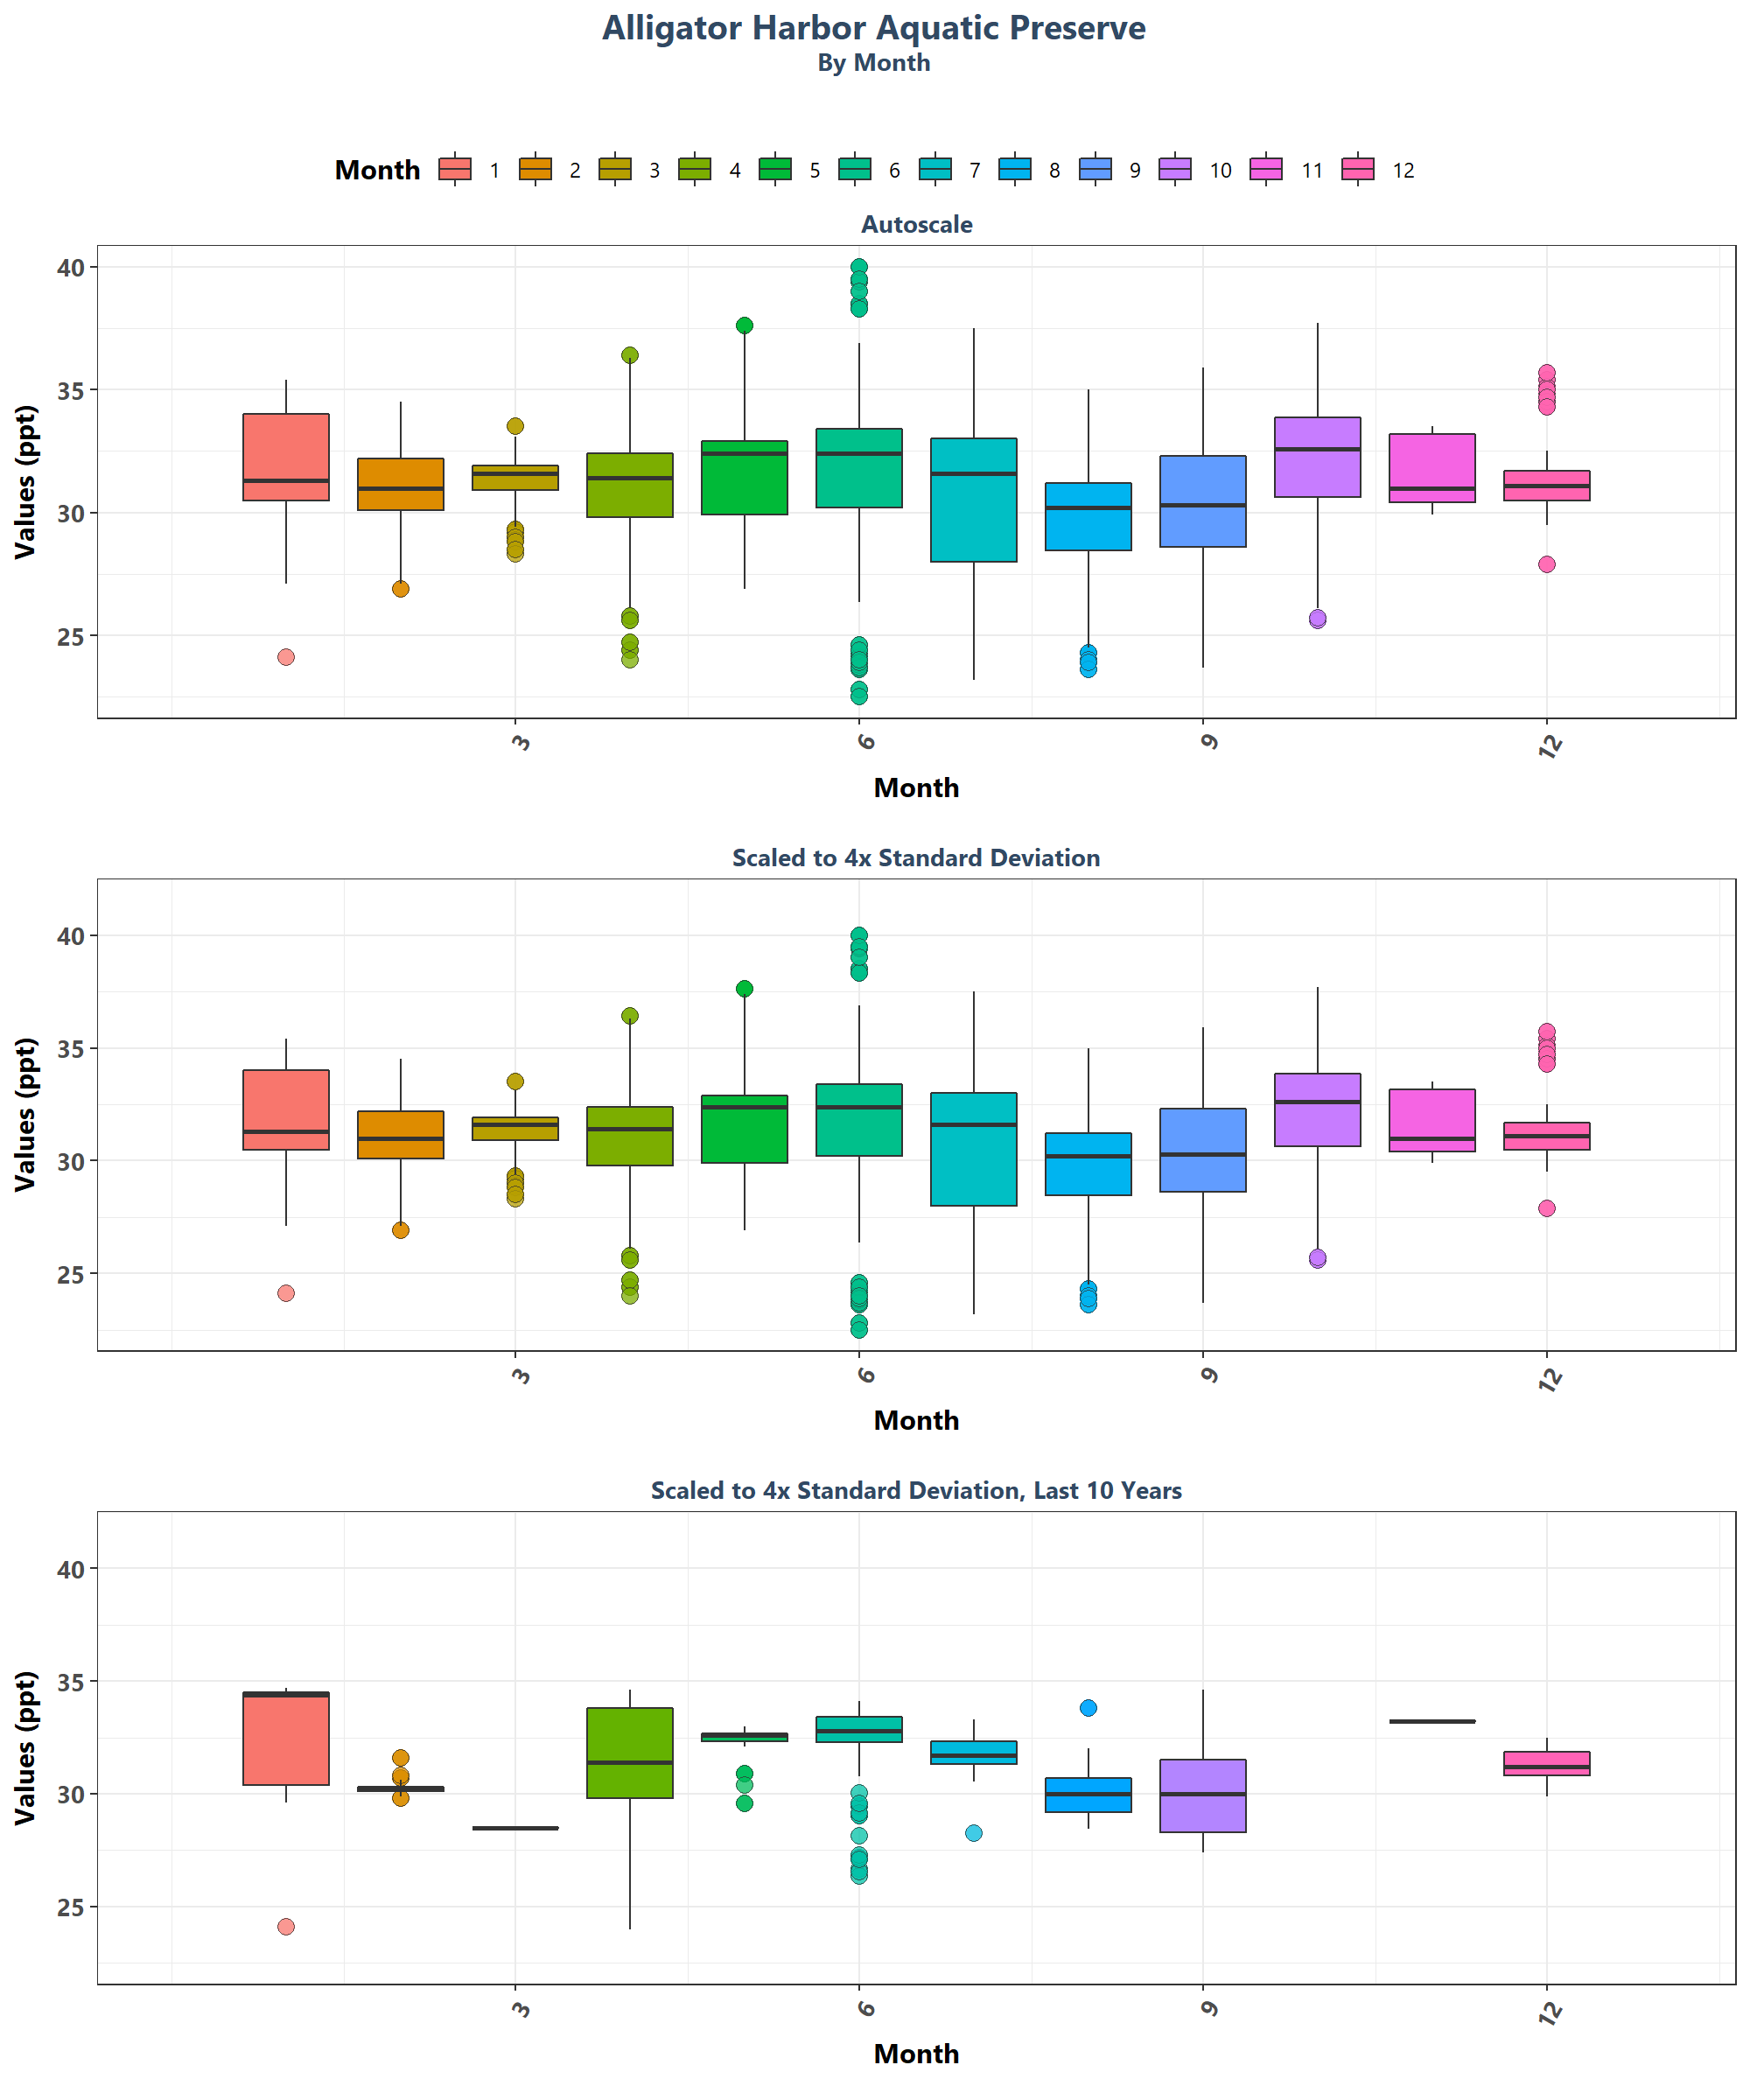 Alligator Harbor Aquatic Preserve
By Month
Month 1 2 3 4 5 6 7 8 9 10 11 12
Autoscale
Values (ppt)
40
35
30
25
3 6 9 12
Month
Scaled to 4x Standard Deviation
Values (ppt)
40
35
30
25
3 6 9 12
Month
Scaled to 4x Standard Deviation, Last 10 Years
Values (ppt)
40
35
30
25
3 6 9 12
Month